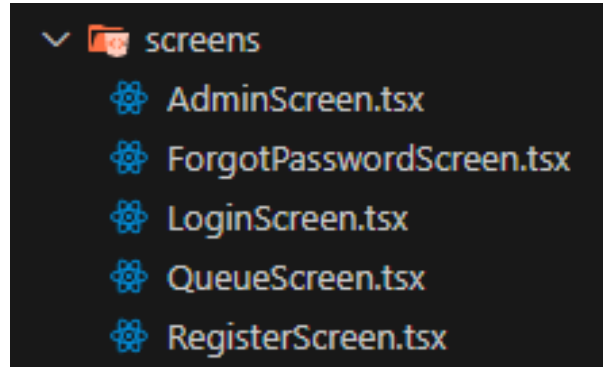 screens
AdminScreen.tsx
ForgotPasswordScreen.tsx
LoginScreen.tsx
QueueScreen.tsx
RegisterScreen.tsx